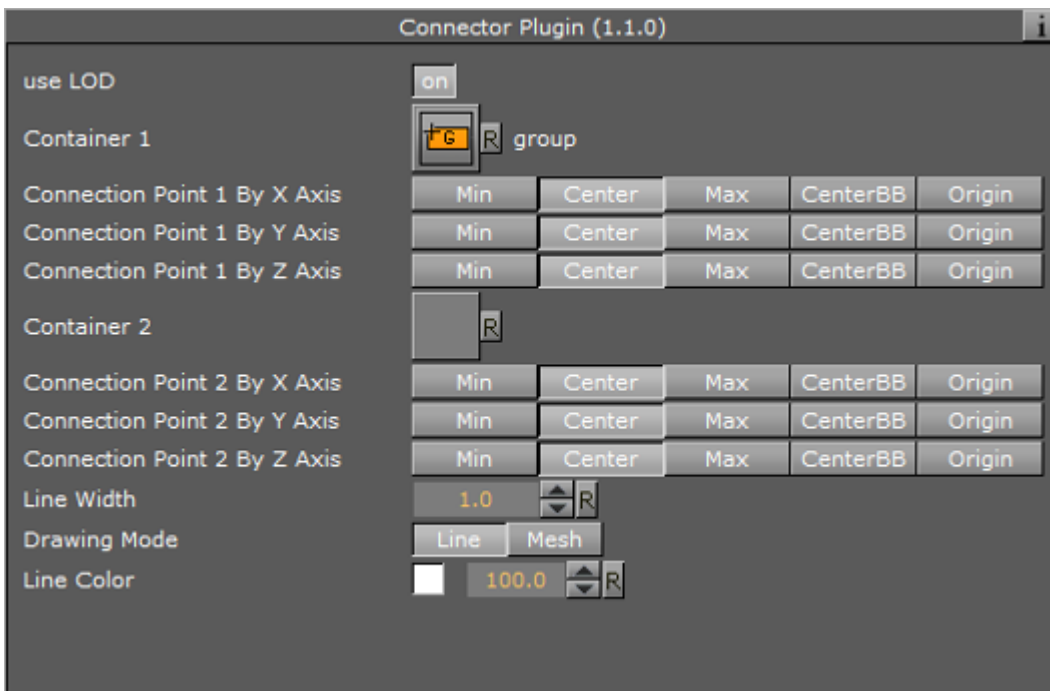 Connector Plugin (1.1.0) i
use LOD on
Container 1 G R group
Connection Point 1 By X Axis Min Center Max CenterBB Origin
Connection Point 1 By Y Axis Min Center Max CenterBB Origin
Connection Point 1 By Z Axis Min Center Max CenterBB Origin
Container 2 R
Connection Point 2 By X Axis Min Center Max CenterBB Origin
Connection Point 2 By Y Axis Min Center Max CenterBB Origin
Connection Point 2 By Z Axis Min Center Max CenterBB Origin
Line Width 1.0 R
Drawing Mode Line Mesh
Line Color 100.0 R